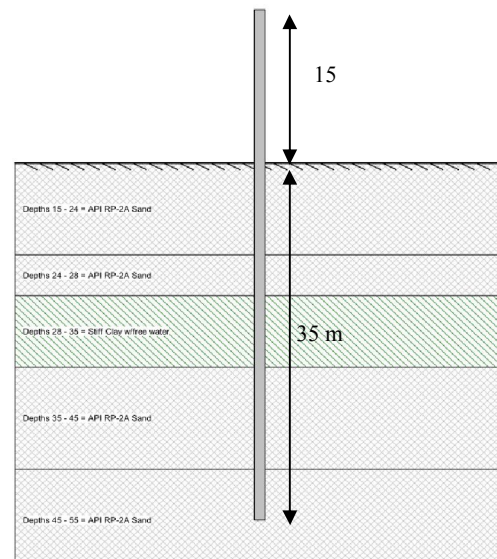 15
Depths 15 - 24 = API RP-2A Sand
Depths 24 - 28 = API RP-2A Sand
Depths 28 - 35 = Stiff Clay w/free water
35 m
Depths 35 - 45 = API RP-2A Sand
Depths 45 - 55 = API RP-2A Sand